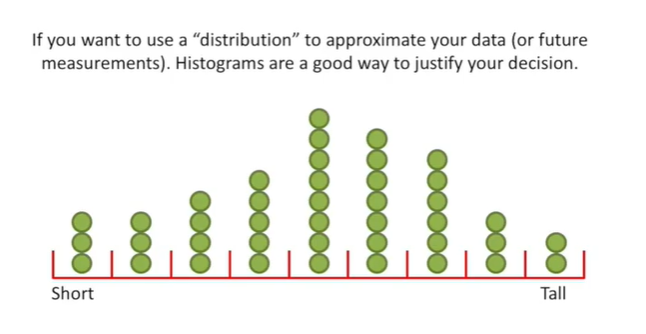 If you want to use a “distribution” to approximate your data (or future
measurements). Histograms are a good way to justify your decision.
Short
Tall